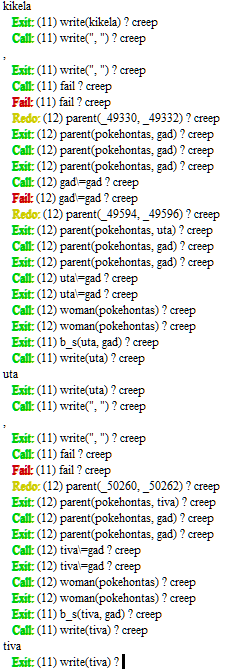 kikela
Exit: (11) write(kikela) ? creep
Call: (11) write(", ") ? creep
,
Exit: (11) write(", ") ? creep
Call: (11) fail ? creep
Fail: (11) fail ? creep
Redo: (12) parent(_49330, _49332) ? creep
Exit: (12) parent(pokehontas, gad) ? creep
Call: (12) parent(pokehontas, gad) ? creep
Exit: (12) parent(pokehontas, gad) ? creep
Call: (12) gad\=gad ? creep
Fail: (12) gad\=gad ? creep
Redo: (12) parent(_49594, _49596) ? creep
Exit: (12) parent(pokehontas, uta) ? creep
Call: (12) parent(pokehontas, gad) ? creep
Exit: (12) parent(pokehontas, gad) ? creep
Call: (12) uta\=gad ? creep
Exit: (12) uta\=gad ? creep
Call: (12) woman(pokehontas) ? creep
Exit: (12) woman(pokehontas) ? creep
Exit: (11) b_s(uta, gad) ? creep
Call: (11) write(uta) ? creep
uta
Exit: (11) write(uta) ? creep
Call: (11) write(", ") ? creep
,
Exit: (11) write(", ") ? creep
Call: (11) fail ? creep
Fail: (11) fail ? creep
Redo: (12) parent(_50260, _50262) ? creep
Exit: (12) parent(pokehontas, tiva) ? creep
Call: (12) parent(pokehontas, gad) ? creep
Exit: (12) parent(pokehontas, gad) ? creep
Call: (12) tiva\=gad ? creep
Exit: (12) tiva\=gad ? creep
Call: (12) woman(pokehontas) ? creep
Exit: (12) woman(pokehontas) ? creep
Exit: (11) b_s(tiva, gad) ? creep
Call: (11) write(tiva) ? creep
tiva
Exit: (11) write(tiva) ?